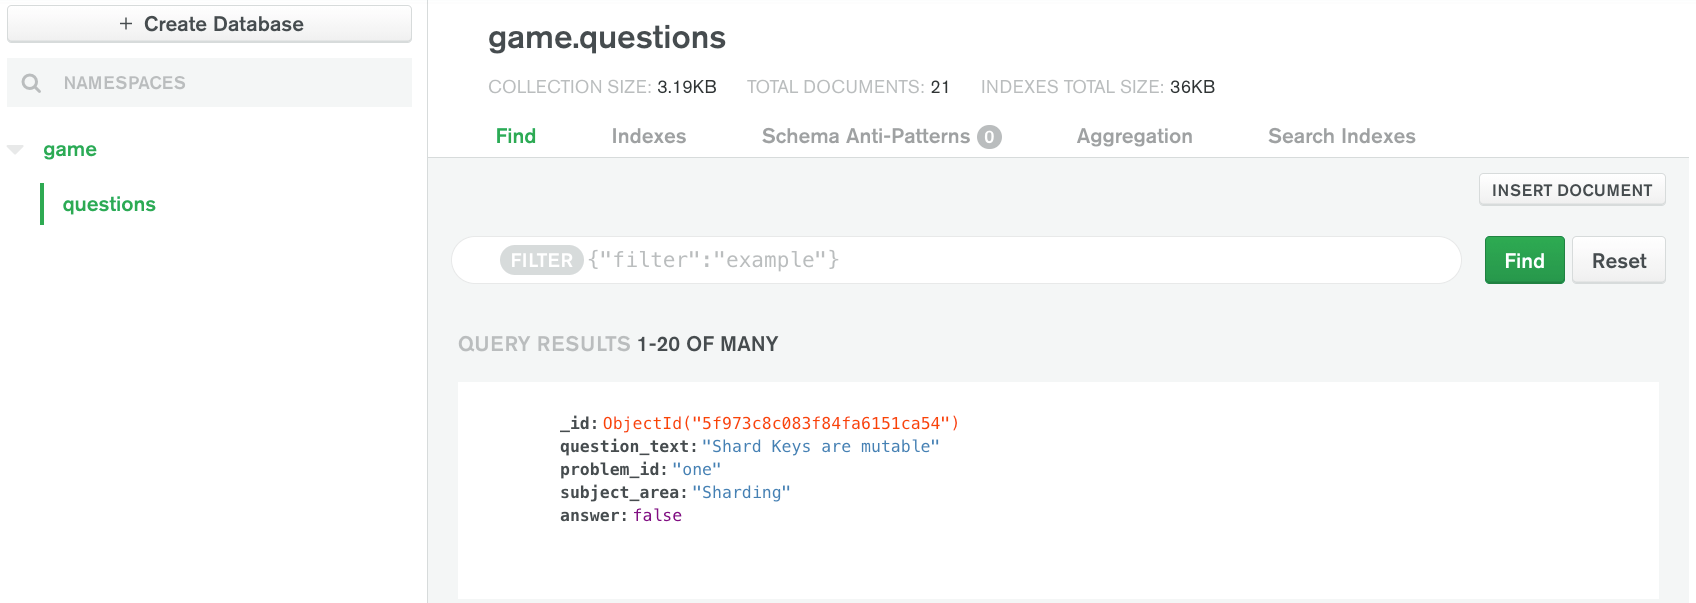 + Create Database
NAMESPACES
game
questions
game.questions
COLLECTION SIZE: 3.19KB TOTAL DOCUMENTS: 21 INDEXES TOTAL SIZE: 36KB
Find Indexes Schema Anti-Patterns 0 Aggregation Search Indexes
INSERT DOCUMENT
FILTER {"filter":"example"}
Find Reset
QUERY RESULTS 1-20 OF MANY
_id: ObjectId("5f973c8c083f84fa6151ca54")
question_text: "Shard Keys are mutable"
problem_id: "one"
subject_area: "Sharding"
answer: false